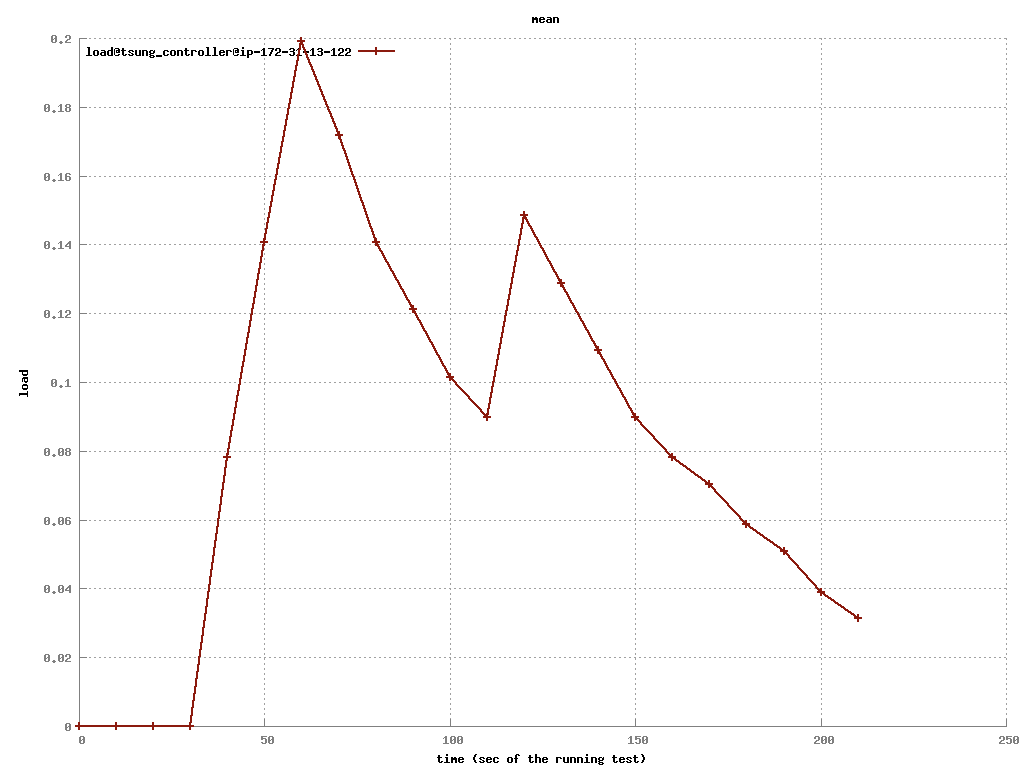 mean
load@tsung_controller@ip-172-31-13-122
0.2
0.18
0.16
0.14
0.12
0.1
0.08
0.06
0.04
0.02
0
load
0 50 100 150 200 250
time (sec of the running test)